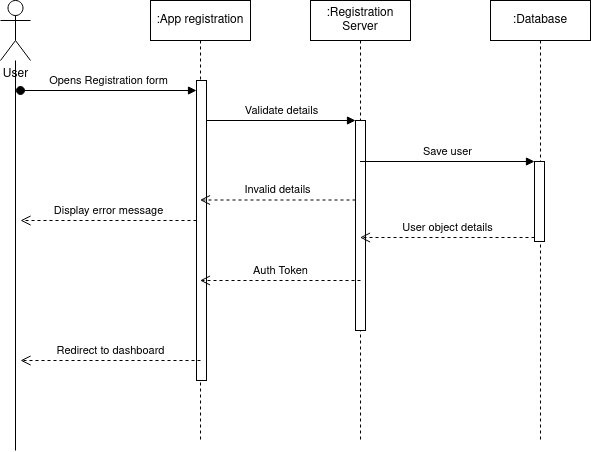 :App registration
:Registration
Server
:Database
User
Opens Registration form
Validate details
Save user
Invalid details
Display error message
User object details
Auth Token
Redirect to dashboard